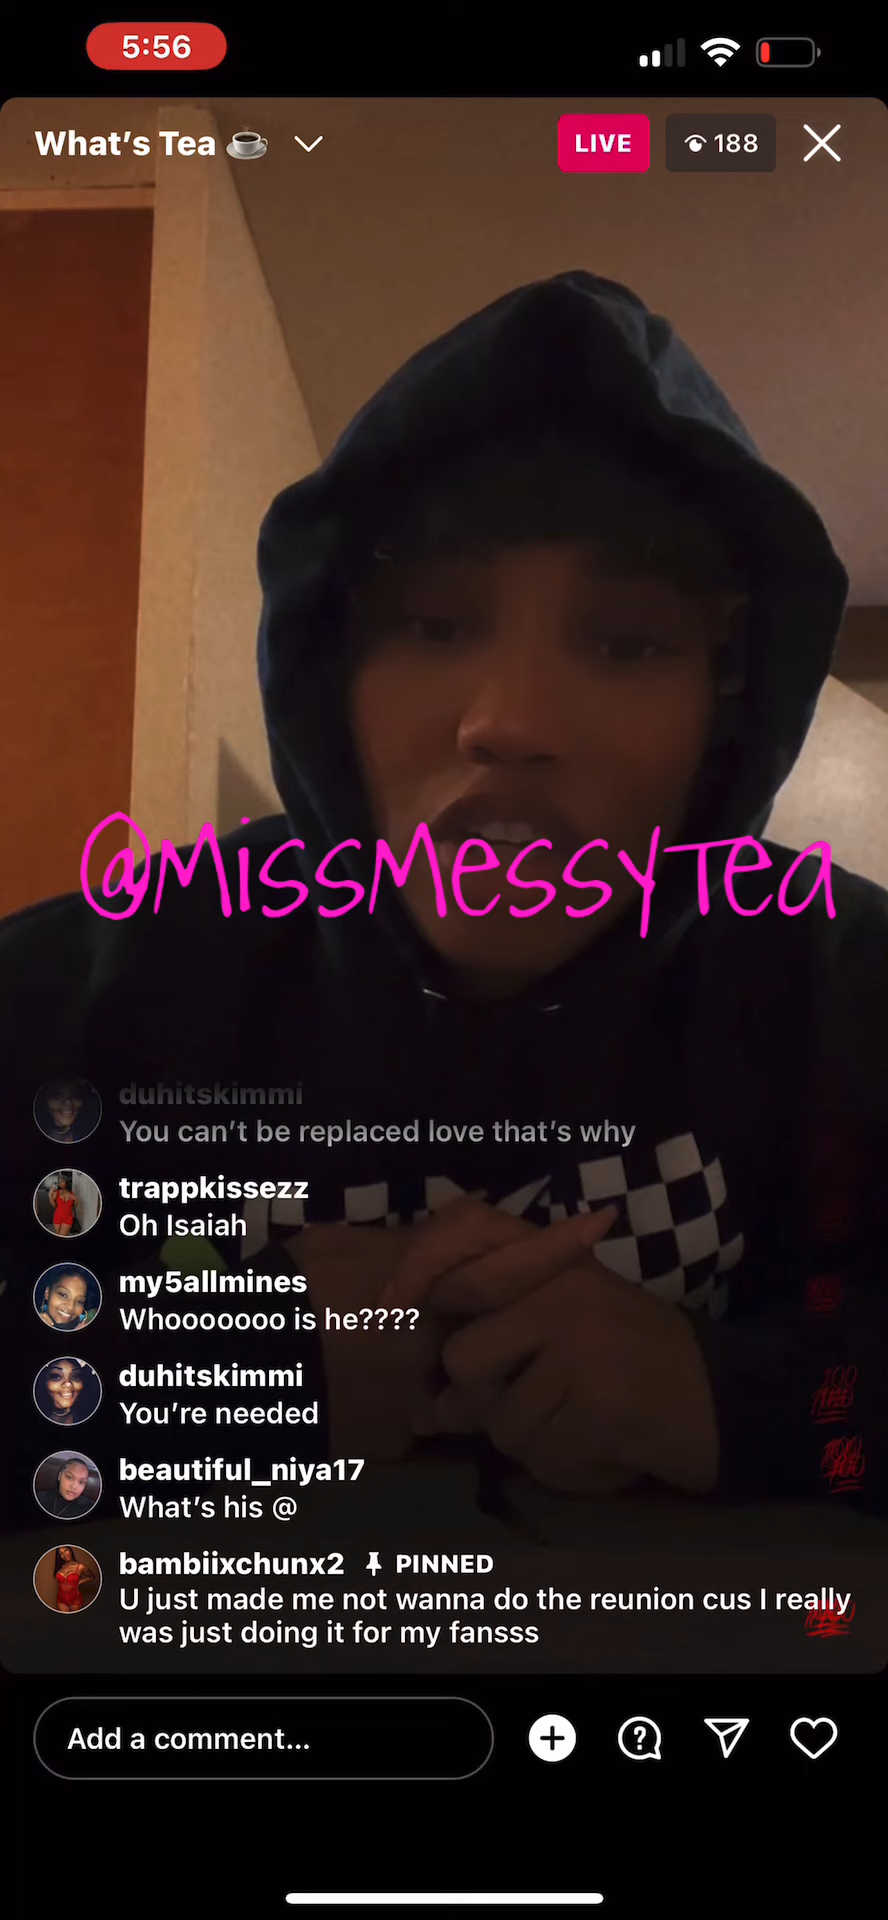 5:56
What's Tea ☕
LIVE
188
@MissMessyTea
duhitskimmi
You can't be replaced love that's why
trappkissezz
Oh Isaiah
my5allmines
Whooooooo is he????
duhitskimmi
You're needed
beautiful_niya17
What's his @
bambiixchunx2 PINNED
U just made me not wanna do the reunion cus I really
was just doing it for my fansss
Add a comment...